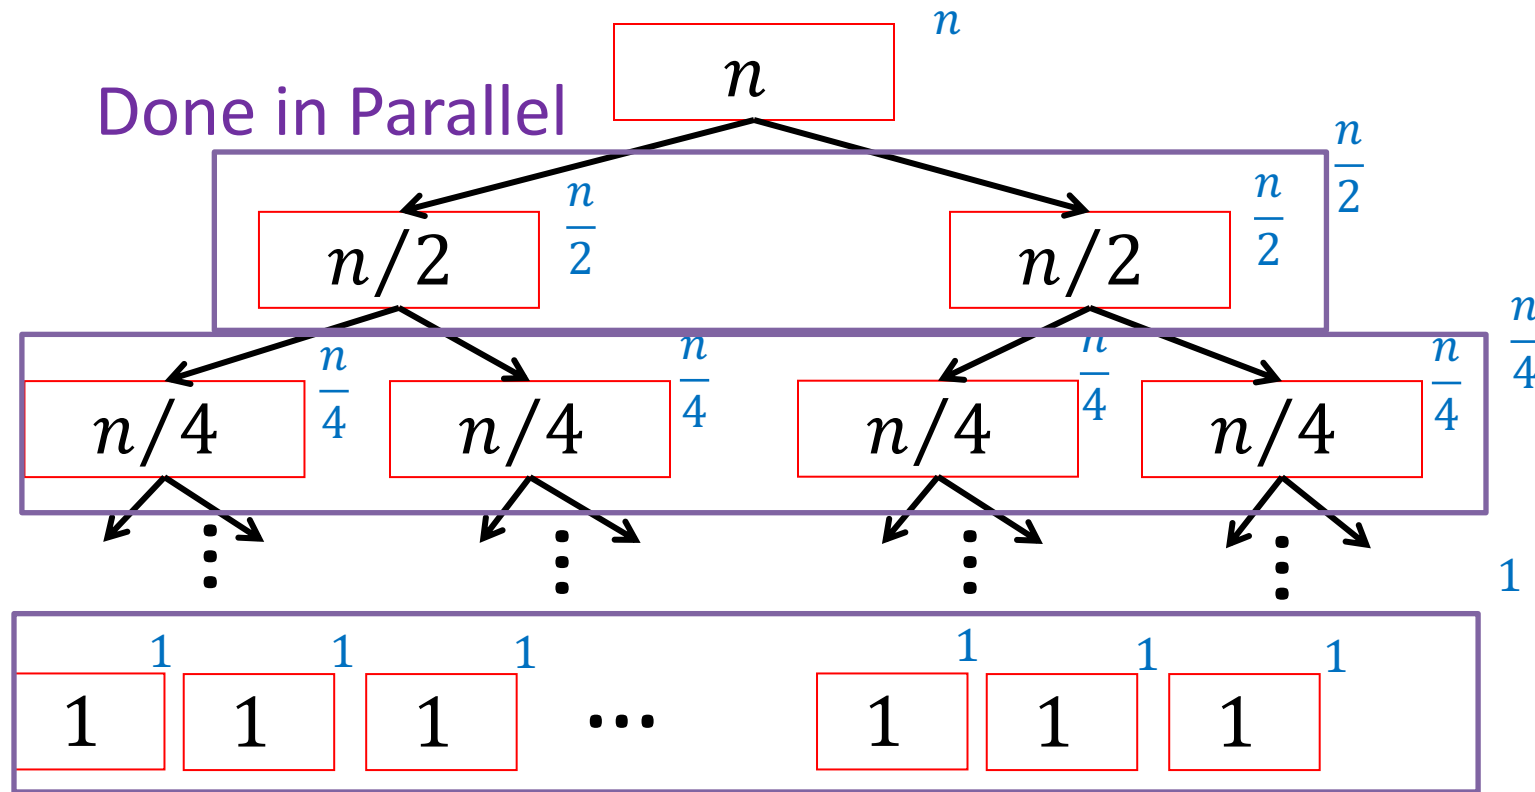 n
n
Done in Parallel
n/2 n/2 n/2 n/2 n/2
n/4 n/4 n/4 n/4 n/4 n/4 n/4 n/4 n/4
1
1 1 1 1 1 1
1 1 1 ... 1 1 1